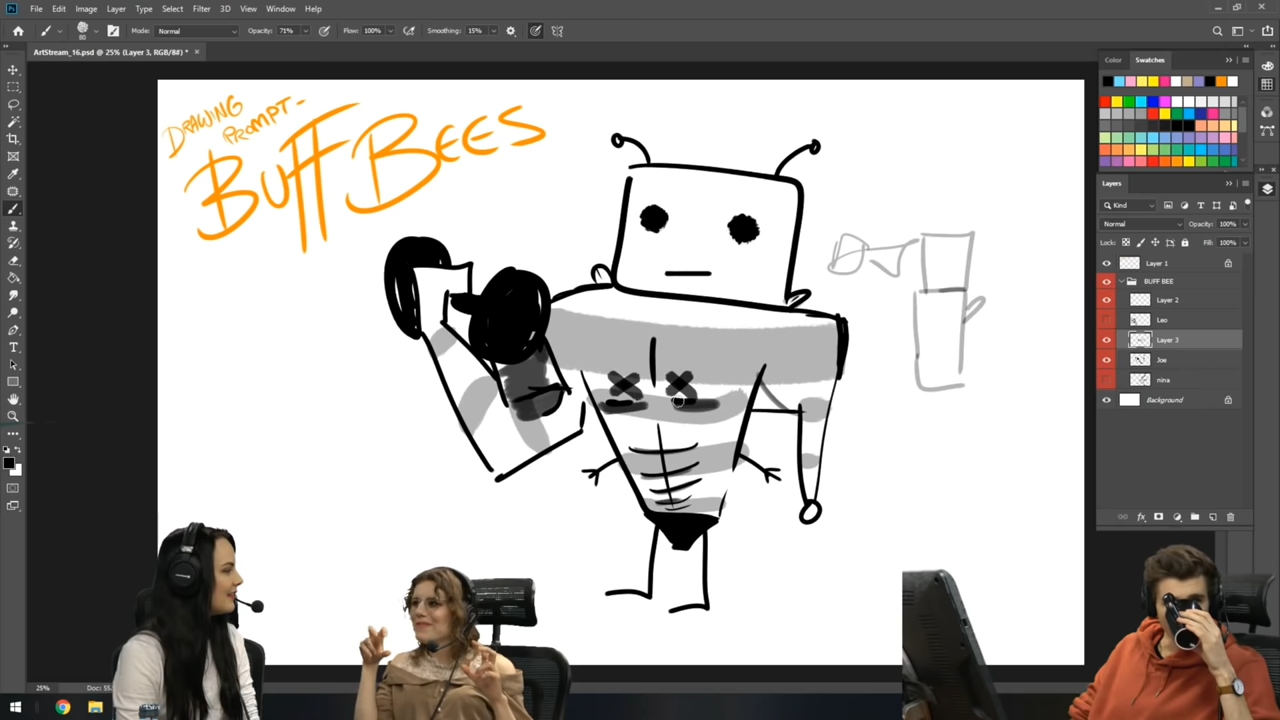 File Edit Image Layer Type Select Filter 3D View Window Help
Mode: Normal Opacity: 71% Flow: 100% Smoothing: 15%
ArtStream_16.psd @ 25% (Layer 3, RGB/8#) *
Color Swatches
DRAWING
PROMPT-
BUFF BEES
Layers
Kind
Normal Opacity: 100%
Lock: Fill: 100%
Layer 1
BUFF BEE
Layer 2
Leo
Layer 3
Joe
nina
Background
25% Doc: 55.